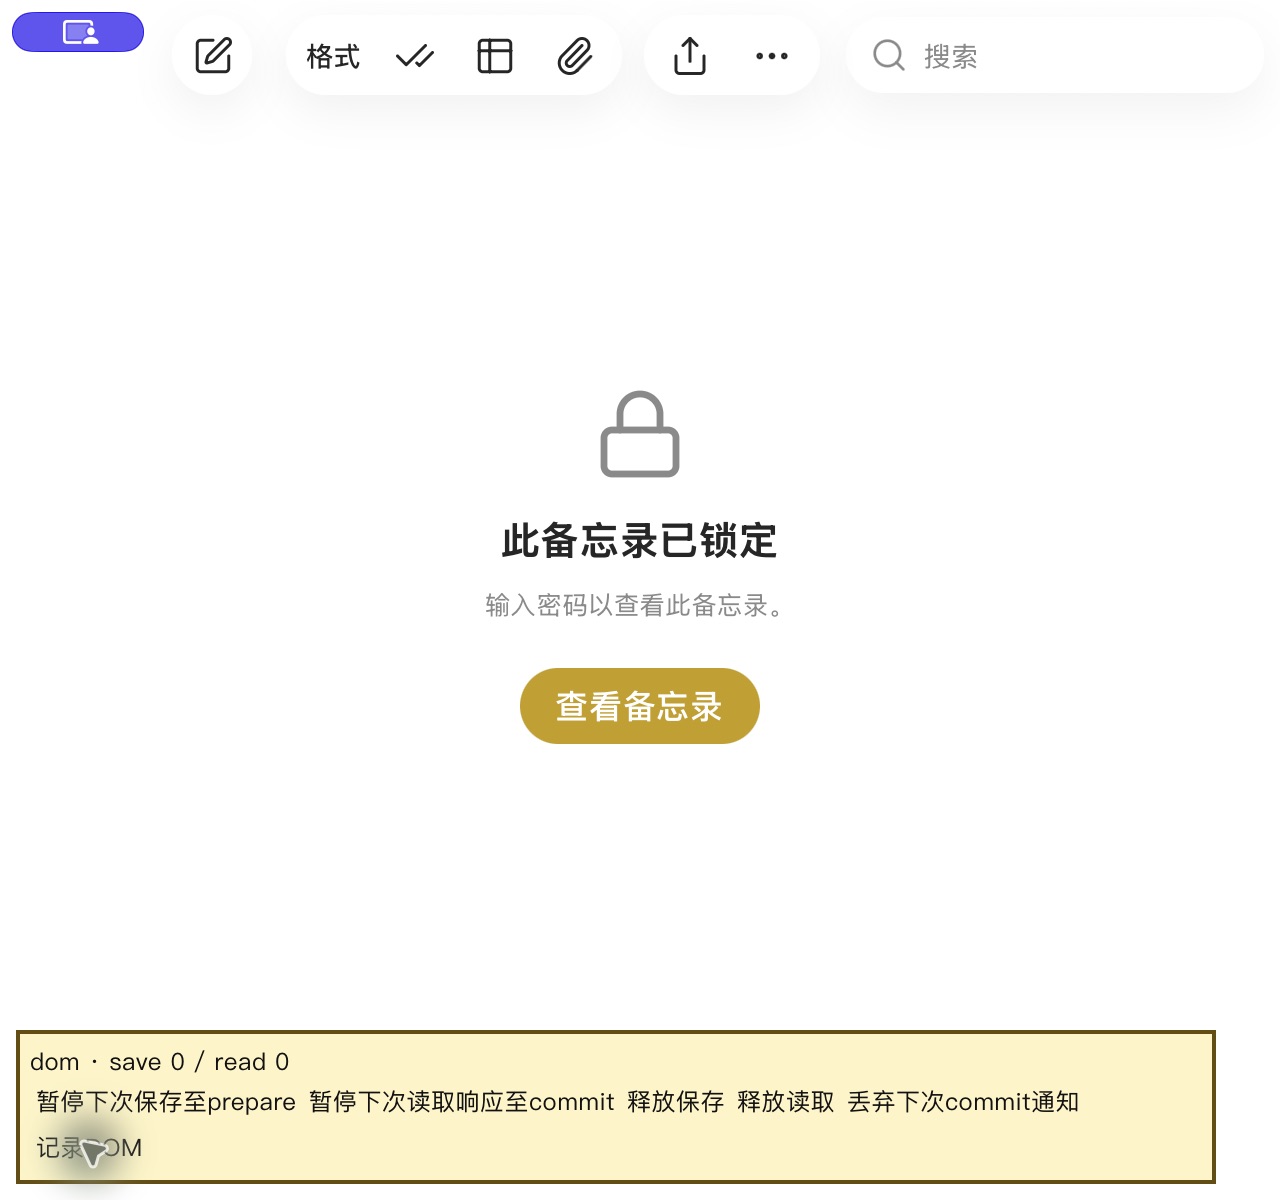 格式
搜索
此备忘录已锁定
输入密码以查看此备忘录。
查看备忘录
dom · save 0 / read 0
暂停下次保存至prepare 暂停下次读取响应至commit 释放保存 释放读取 丢弃下次commit通知
记录DOM